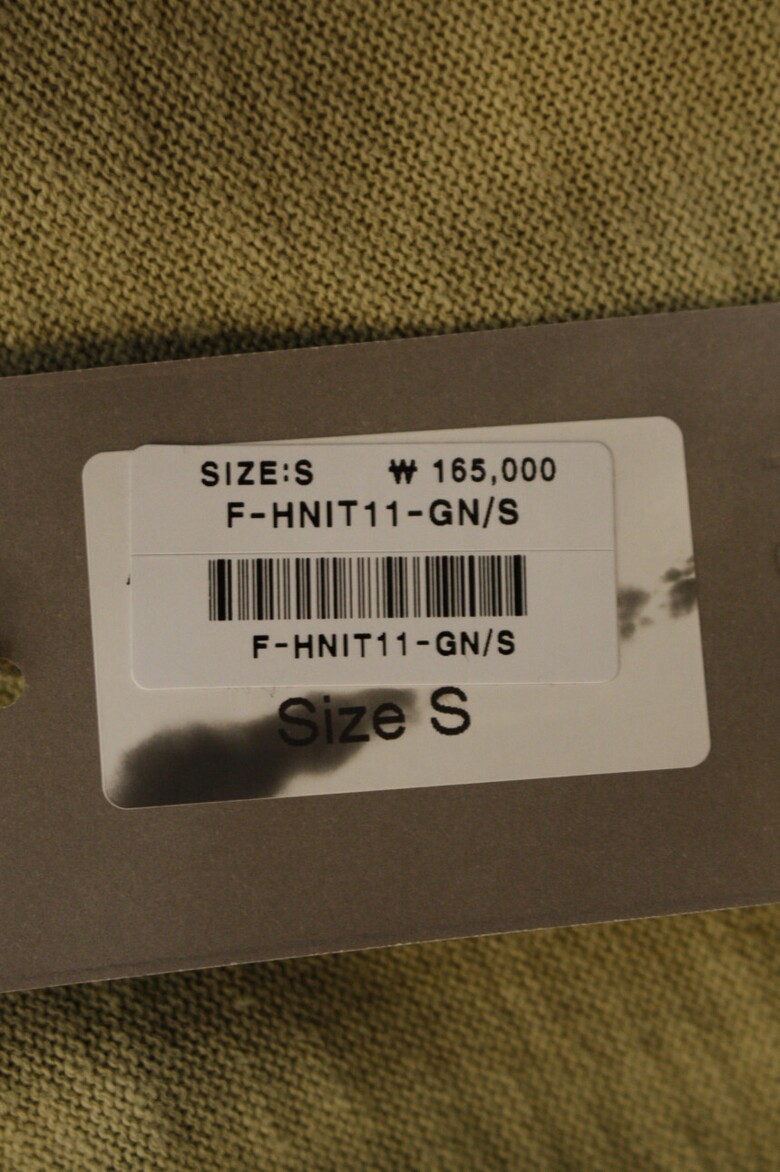 SIZE:S ₩ 165,000
F-HNIT11-GN/S
F-HNIT11-GN/S
Size S